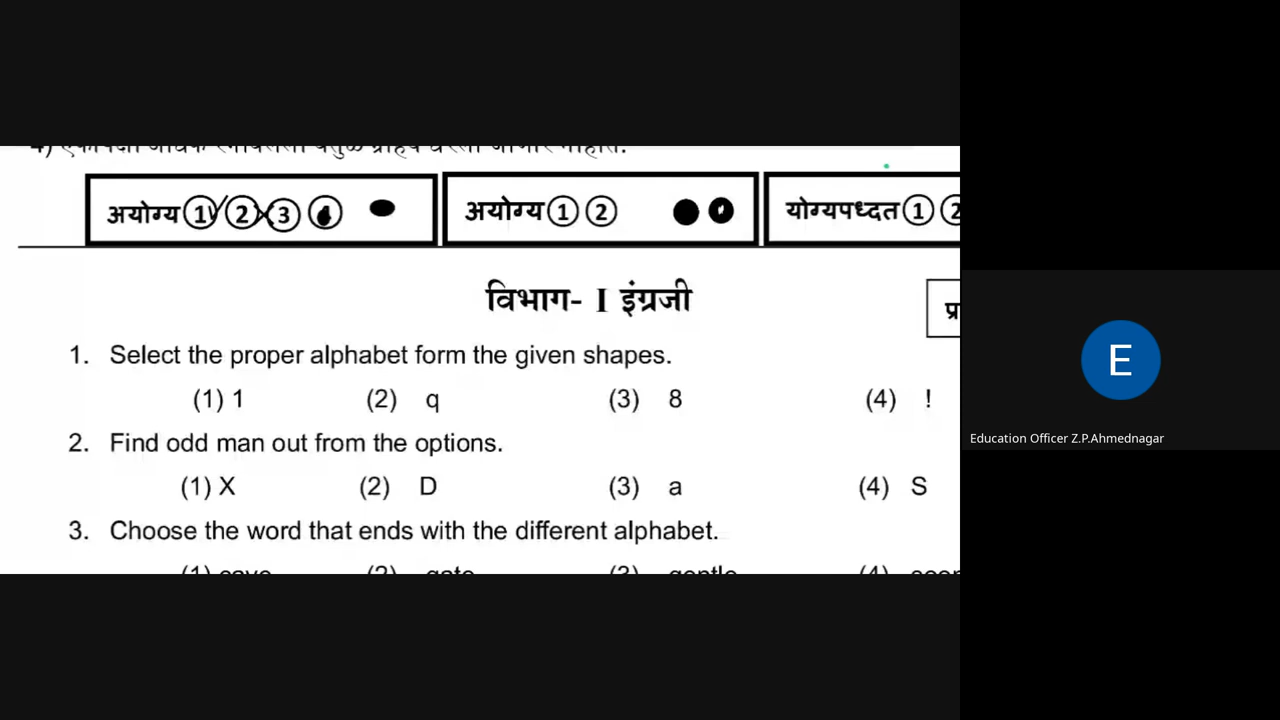 अयोग्य ① ② ③ ④
अयोग्य ① ②
योग्यपध्दत ① ②
विभाग- I इंग्रजी
1. Select the proper alphabet form the given shapes.
(1) 1 (2) q (3) 8 (4) !
2. Find odd man out from the options.
(1) X (2) D (3) a (4) S
3. Choose the word that ends with the different alphabet.
E
Education Officer Z.P.Ahmednagar